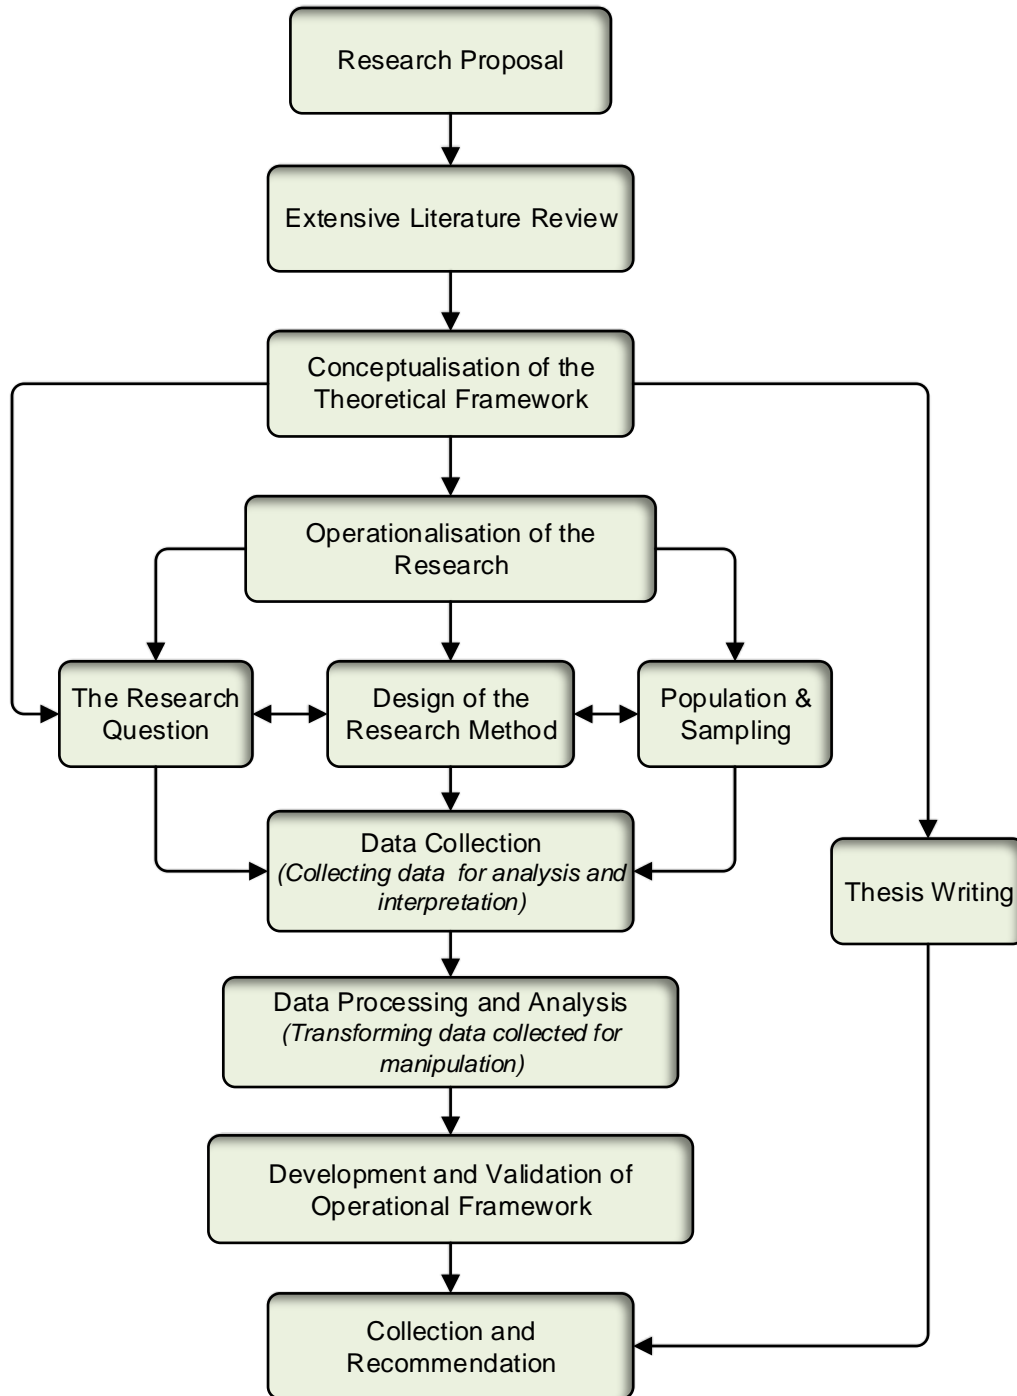 Research Proposal
Extensive Literature Review
Conceptualisation of the
Theoretical Framework
Operationalisation of the
Research
The Research
Question
Design of the
Research Method
Population &
Sampling
Data Collection
(Collecting data for analysis and
interpretation)
Thesis Writing
Data Processing and Analysis
(Transforming data collected for
manipulation)
Development and Validation of
Operational Framework
Collection and
Recommendation